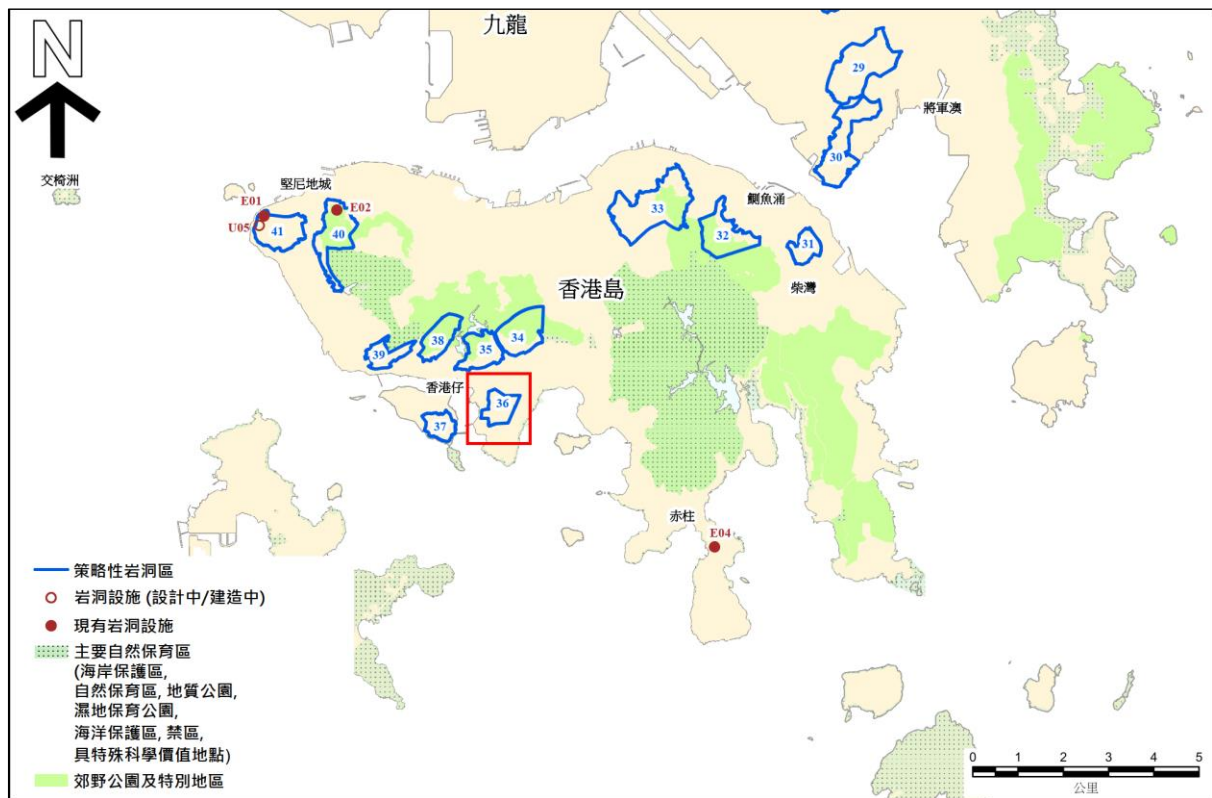 九龍
N
29
將軍澳
30
交椅洲
堅尼地城
E01
E02
U05
41
40
33
鰂魚涌
32
31
柴灣
香港島
34
38
35
39
香港仔
36
37
赤柱
E04
策略性岩洞區
岩洞設施 (設計中/建造中)
現有岩洞設施
主要自然保育區
(海岸保護區,
自然保育區, 地質公園,
濕地保育公園,
海洋保護區, 禁區,
具特殊科學價值地點)
郊野公園及特別地區
0 1 2 3 4 5
公里